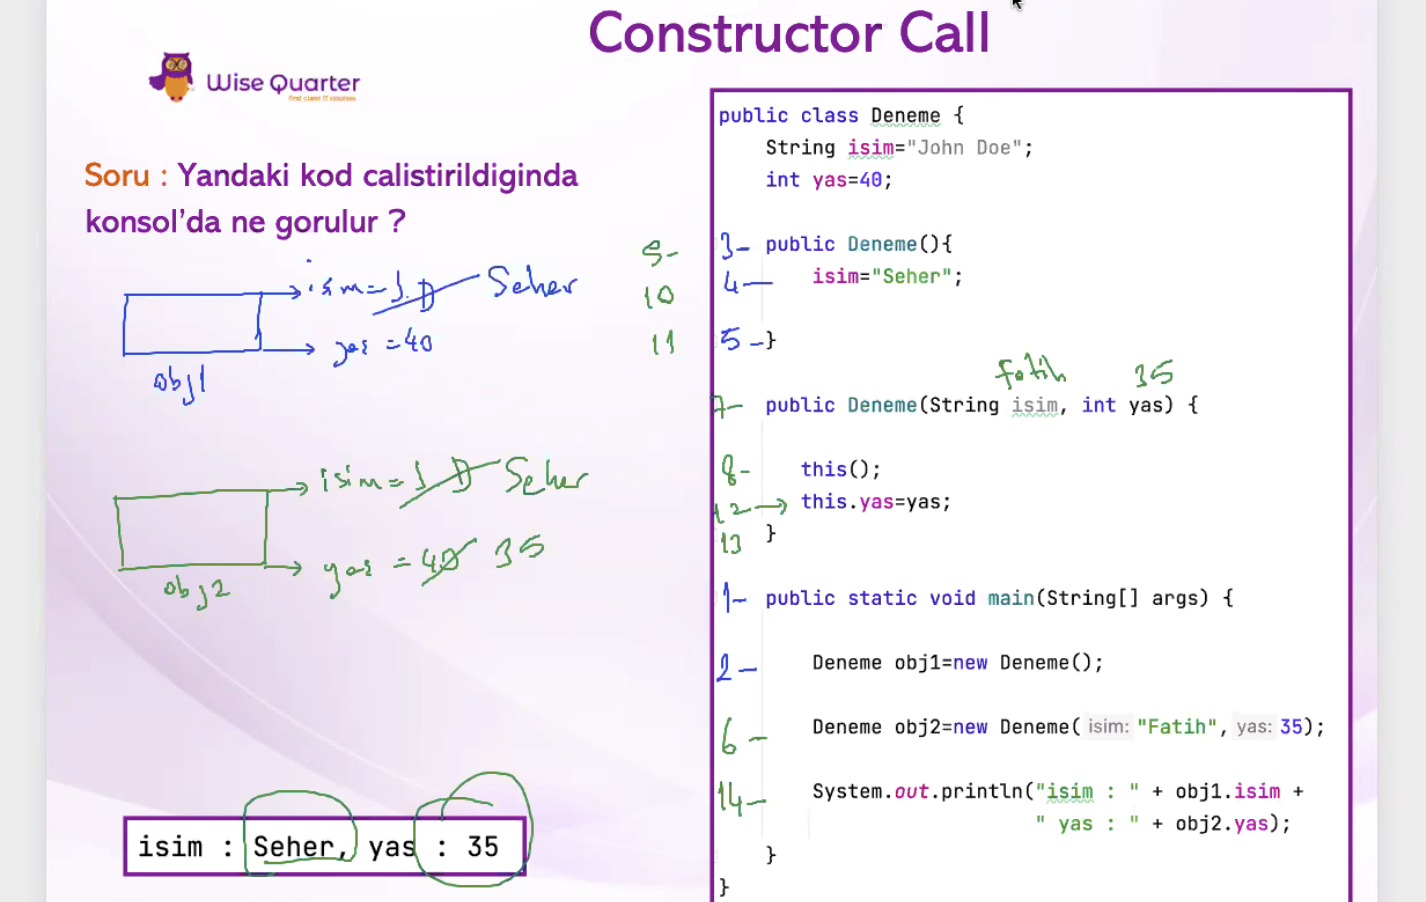 Constructor Call
Wise Quarter
first class IT courses
Soru : Yandaki kod calistirildiginda
konsol'da ne gorulur ?
isim = J.D Seher
yas = 40
obj1
isim = J D Seher
yas = 40 35
obj2
isim : Seher, yas : 35
9-
10
11
public class Deneme {
String isim="John Doe";
int yas=40;
3- public Deneme(){
4- isim="Seher";
5- }
fatih 35
7- public Deneme(String isim, int yas) {
8- this();
12 → this.yas=yas;
13 }
1- public static void main(String[] args) {
2- Deneme obj1=new Deneme();
6- Deneme obj2=new Deneme( isim: "Fatih", yas: 35);
14- System.out.println("isim : " + obj1.isim +
" yas : " + obj2.yas);
}
}